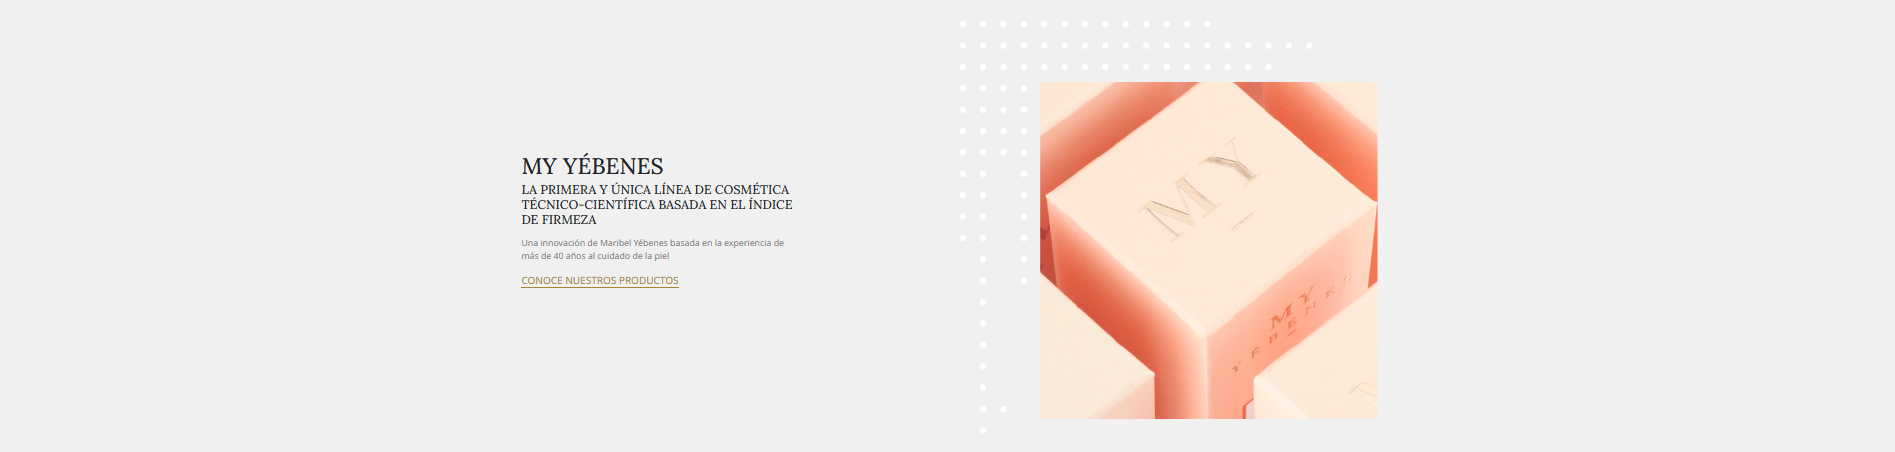 MY YÉBENES
LA PRIMERA Y ÚNICA LÍNEA DE COSMÉTICA
TÉCNICO-CIENTÍFICA BASADA EN EL ÍNDICE
DE FIRMEZA
Una innovación de Maribel Yébenes basada en la experiencia de
más de 40 años al cuidado de la piel
CONOCE NUESTROS PRODUCTOS
MY
MY
YEBENES